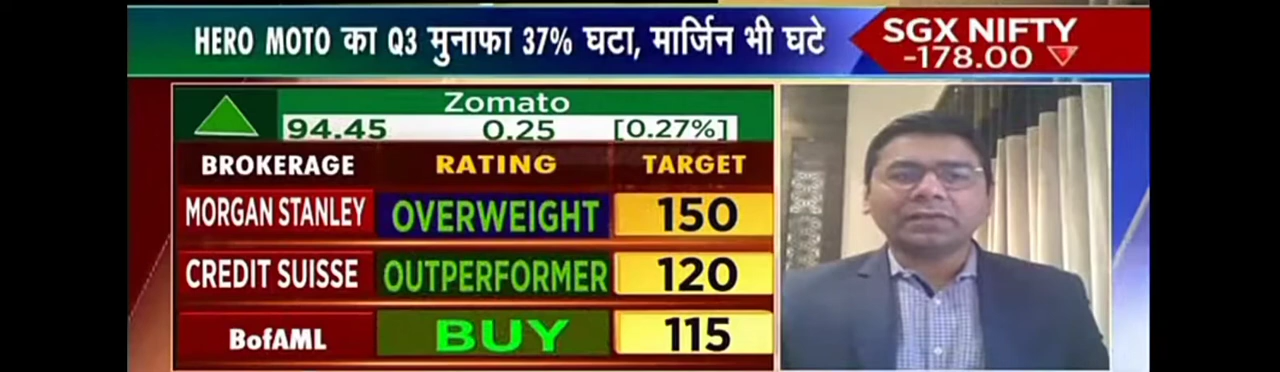 HERO MOTO का Q3 मुनाफा 37% घटा, मार्जिन भी घटे
SGX NIFTY
-178.00
Zomato
94.45 0.25 [0.27%]
BROKERAGE RATING TARGET
MORGAN STANLEY OVERWEIGHT 150
CREDIT SUISSE OUTPERFORMER 120
BofAML BUY 115